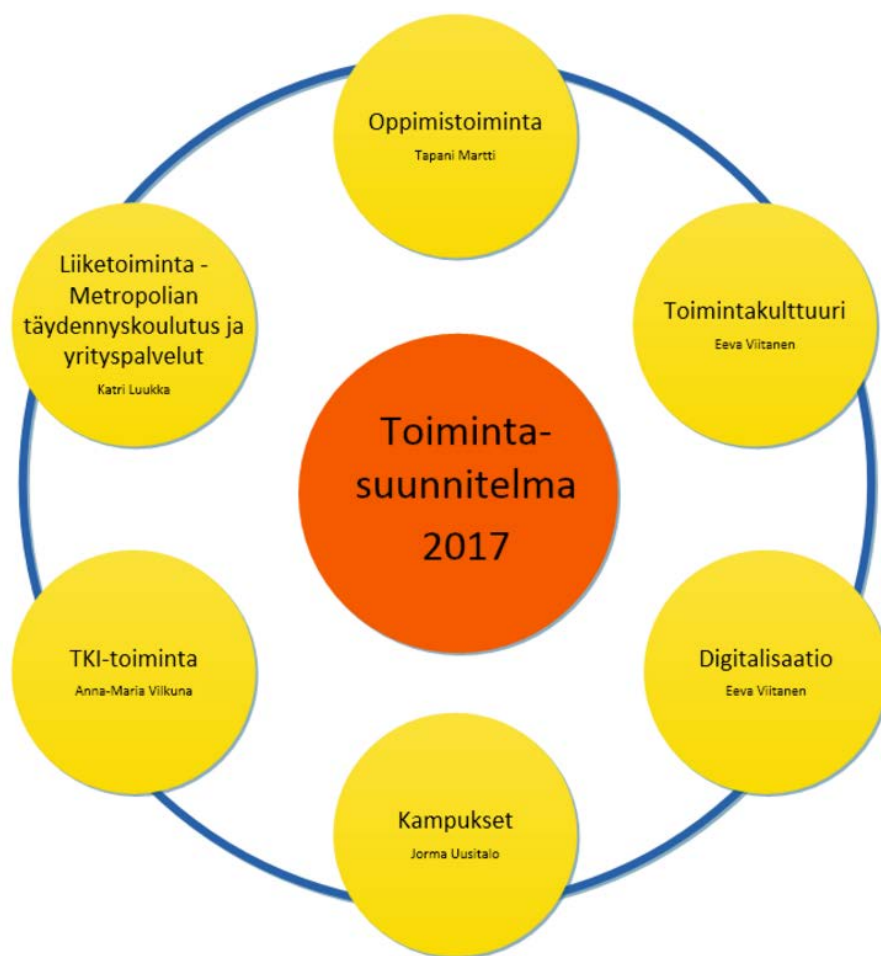 Oppimistoiminta
Tapani Martti
Toimintakulttuuri
Eeva Viitanen
Digitalisaatio
Eeva Viitanen
Kampukset
Jorma Uusitalo
TKI-toiminta
Anna-Maria Vilkuna
Liiketoiminta -
Metropolian
täydennyskoulutus ja
yrityspalvelut
Katri Luukka
Toiminta-
suunnitelma
2017